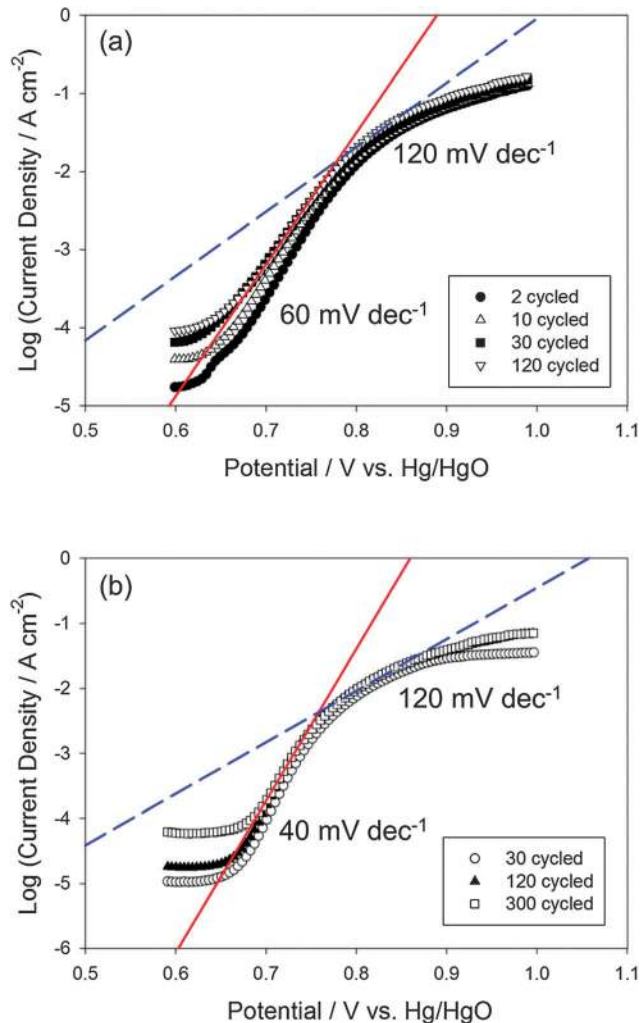 (a)
0
-1
-2
-3
-4
-5
Log (Current Density / A cm-2)
120 mV dec-1
60 mV dec-1
2 cycled
10 cycled
30 cycled
120 cycled
0.5 0.6 0.7 0.8 0.9 1.0 1.1
Potential / V vs. Hg/HgO
(b)
0
-1
-2
-3
-4
-5
-6
Log (Current Density / A cm-2)
120 mV dec-1
40 mV dec-1
30 cycled
120 cycled
300 cycled
0.5 0.6 0.7 0.8 0.9 1.0 1.1
Potential / V vs. Hg/HgO